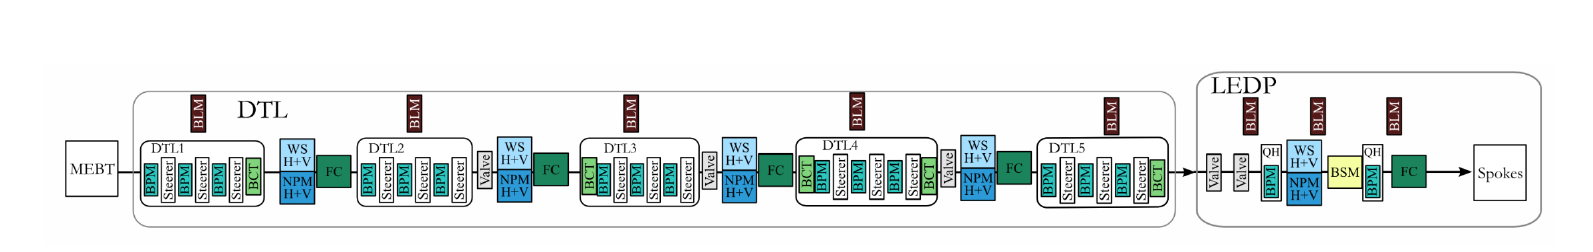 LEDP
DTL
BLM
BLM
BLM
BLM
BLM
BLM
BLM
BLM
MEBT
DTL1
BPM
Steerer
BPM
Steerer
BPM
Steerer
BCT
WS
H+V
NPM
H+V
FC
DTL2
BPM
Steerer
BPM
Steerer
BPM
Steerer
Valve
WS
H+V
NPM
H+V
FC
DTL3
BCT
BPM
Steerer
BPM
Steerer
BPM
Steerer
Valve
WS
H+V
NPM
H+V
FC
DTL4
BCT
BPM
Steerer
BPM
Steerer
BPM
Steerer
BCT
Valve
WS
H+V
NPM
H+V
FC
DTL5
BPM
Steerer
BPM
Steerer
BPM
Steerer
BCT
Valve
Valve
QH
BPM
WS
H+V
NPM
H+V
BSM
QH
BPM
FC
Spokes